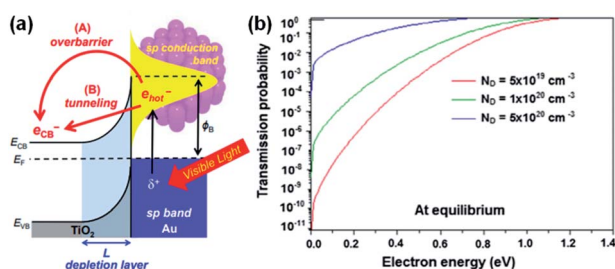 (a)
(A)
overbarrier
sp conduction
band
(B)
tunneling
e_hot⁻
e_CB⁻
ϕ_B
E_CB
E_F
δ⁺
Visible Light
sp band
E_VB
TiO₂
Au
L
depletion layer
(b)
Transmission probability
10⁰
10⁻¹
10⁻²
10⁻³
10⁻⁴
10⁻⁵
10⁻⁶
10⁻⁷
10⁻⁸
10⁻⁹
10⁻¹⁰
10⁻¹¹
N_D = 5x10¹⁹ cm⁻³
N_D = 1x10²⁰ cm⁻³
N_D = 5x10²⁰ cm⁻³
At equilibrium
0.0 0.2 0.4 0.6 0.8 1.0 1.2 1.4
Electron energy (eV)